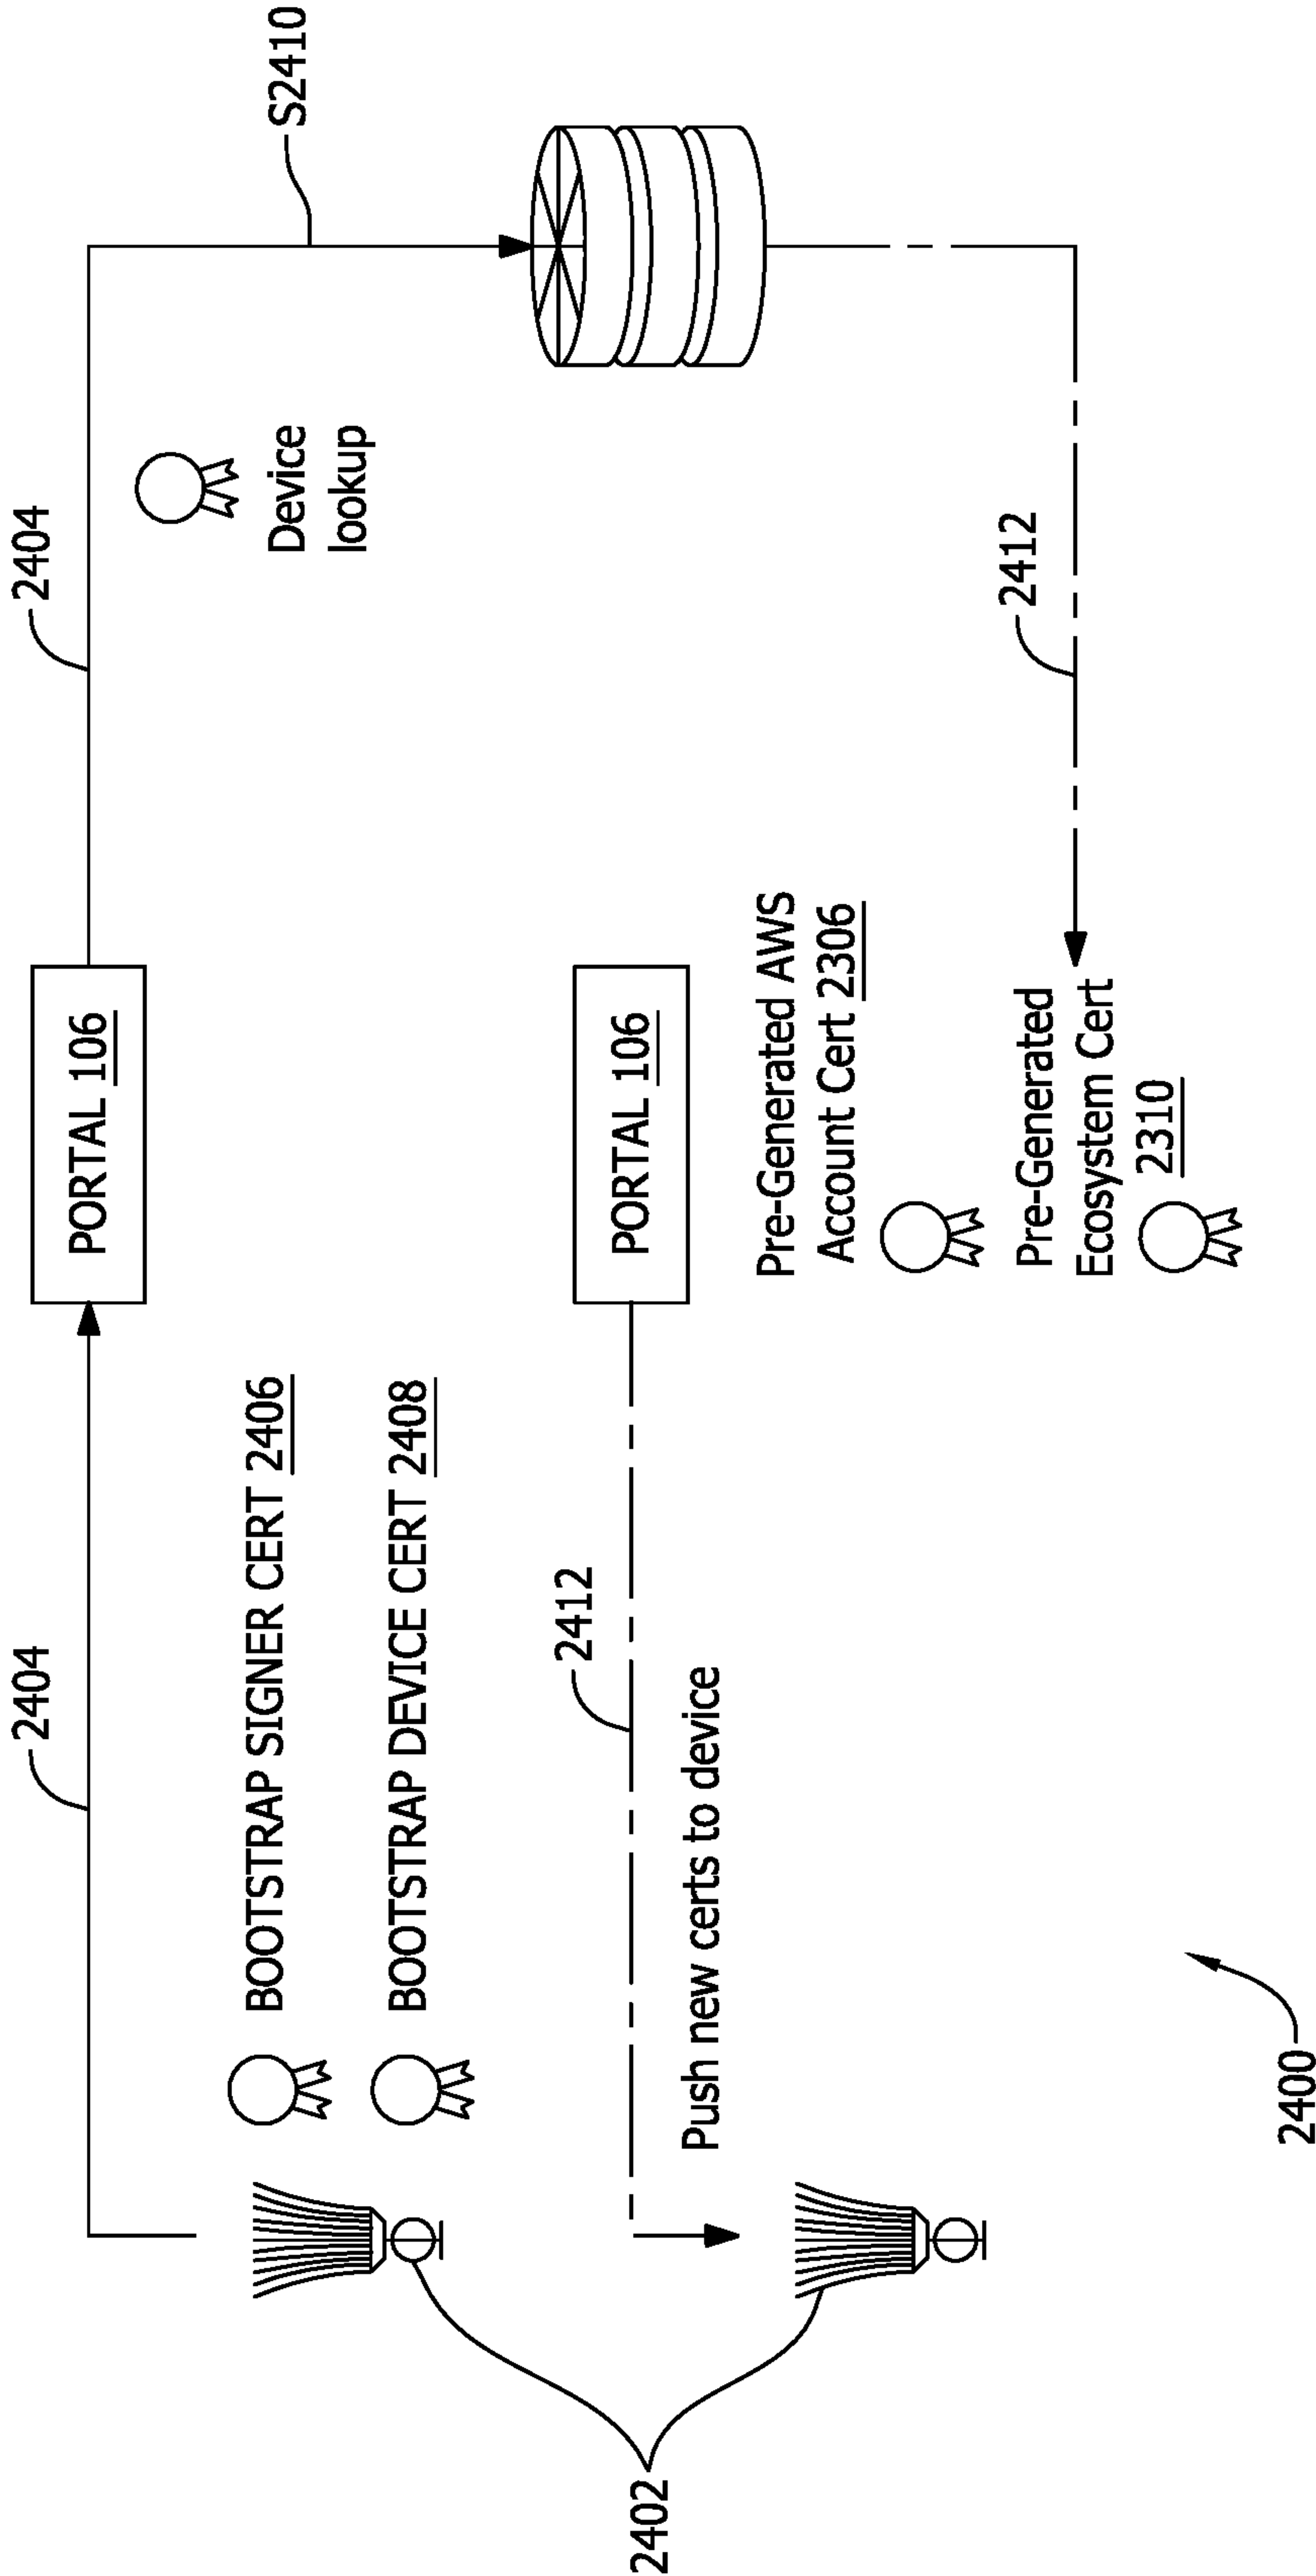 2404
2404
S2410
PORTAL 106
Device
lookup
BOOTSTRAP SIGNER CERT 2406
BOOTSTRAP DEVICE CERT 2408
2412
PORTAL 106
Push new certs to device
Pre-Generated AWS
Account Cert 2306
2412
Pre-Generated
Ecosystem Cert
2310
2402
2400